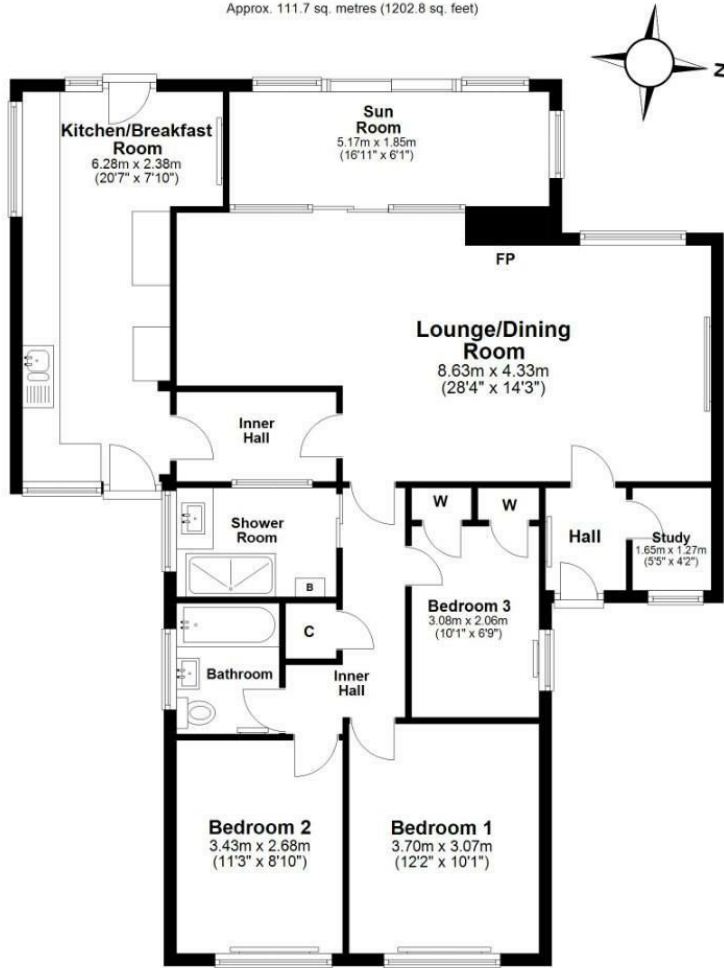 Approx. 111.7 sq. metres (1202.8 sq. feet)
N
Kitchen/Breakfast
Room
6.28m x 2.38m
(20'7" x 7'10")
Sun
Room
5.17m x 1.85m
(16'11" x 6'1")
FP
Lounge/Dining
Room
8.63m x 4.33m
(28'4" x 14'3")
Inner
Hall
Shower
Room
B
W
W
Hall
Study
1.65m x 1.27m
(5'5" x 4'2")
Bedroom 3
3.08m x 2.06m
(10'1" x 6'9")
C
Bathroom
Inner
Hall
Bedroom 2
3.43m x 2.68m
(11'3" x 8'10")
Bedroom 1
3.70m x 3.07m
(12'2" x 10'1")